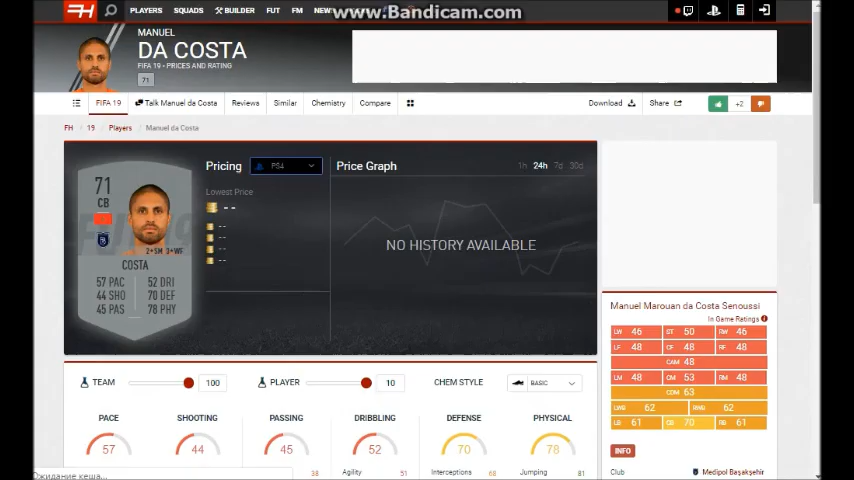 www.Bandicam.com
FH PLAYERS SQUADS BUILDER FUT FM NEWS
MANUEL
DA COSTA
FIFA 19 • PRICES AND RATING
71
FIFA 19 Talk Manuel da Costa Reviews Similar Chemistry Compare Download Share +2
FH 19 Players Manuel da Costa
71
CB
2★SM 3★WF
COSTA
57 PAC 52 DRI
44 SHO 70 DEF
45 PAS 78 PHY
Pricing PS4
Lowest Price
- -
--
--
--
--
Price Graph 1h 24h 7d 30d
NO HISTORY AVAILABLE
Manuel Marouan da Costa Senoussi
In Game Ratings
LW 46 ST 50 RW 46
LF 48 CF 48 RF 48
CAM 48
LM 48 CM 53 RM 48
CDM 63
LWB 62 RWB 62
LB 61 CB 70 RB 61
INFO
Club Medipol Başakşehir
TEAM 100 PLAYER 10 CHEM STYLE BASIC
PACE SHOOTING PASSING DRIBBLING DEFENSE PHYSICAL
57 44 45 52 70 78
38 Agility 51 Interceptions 68 Jumping 81
Ожидание кеша...